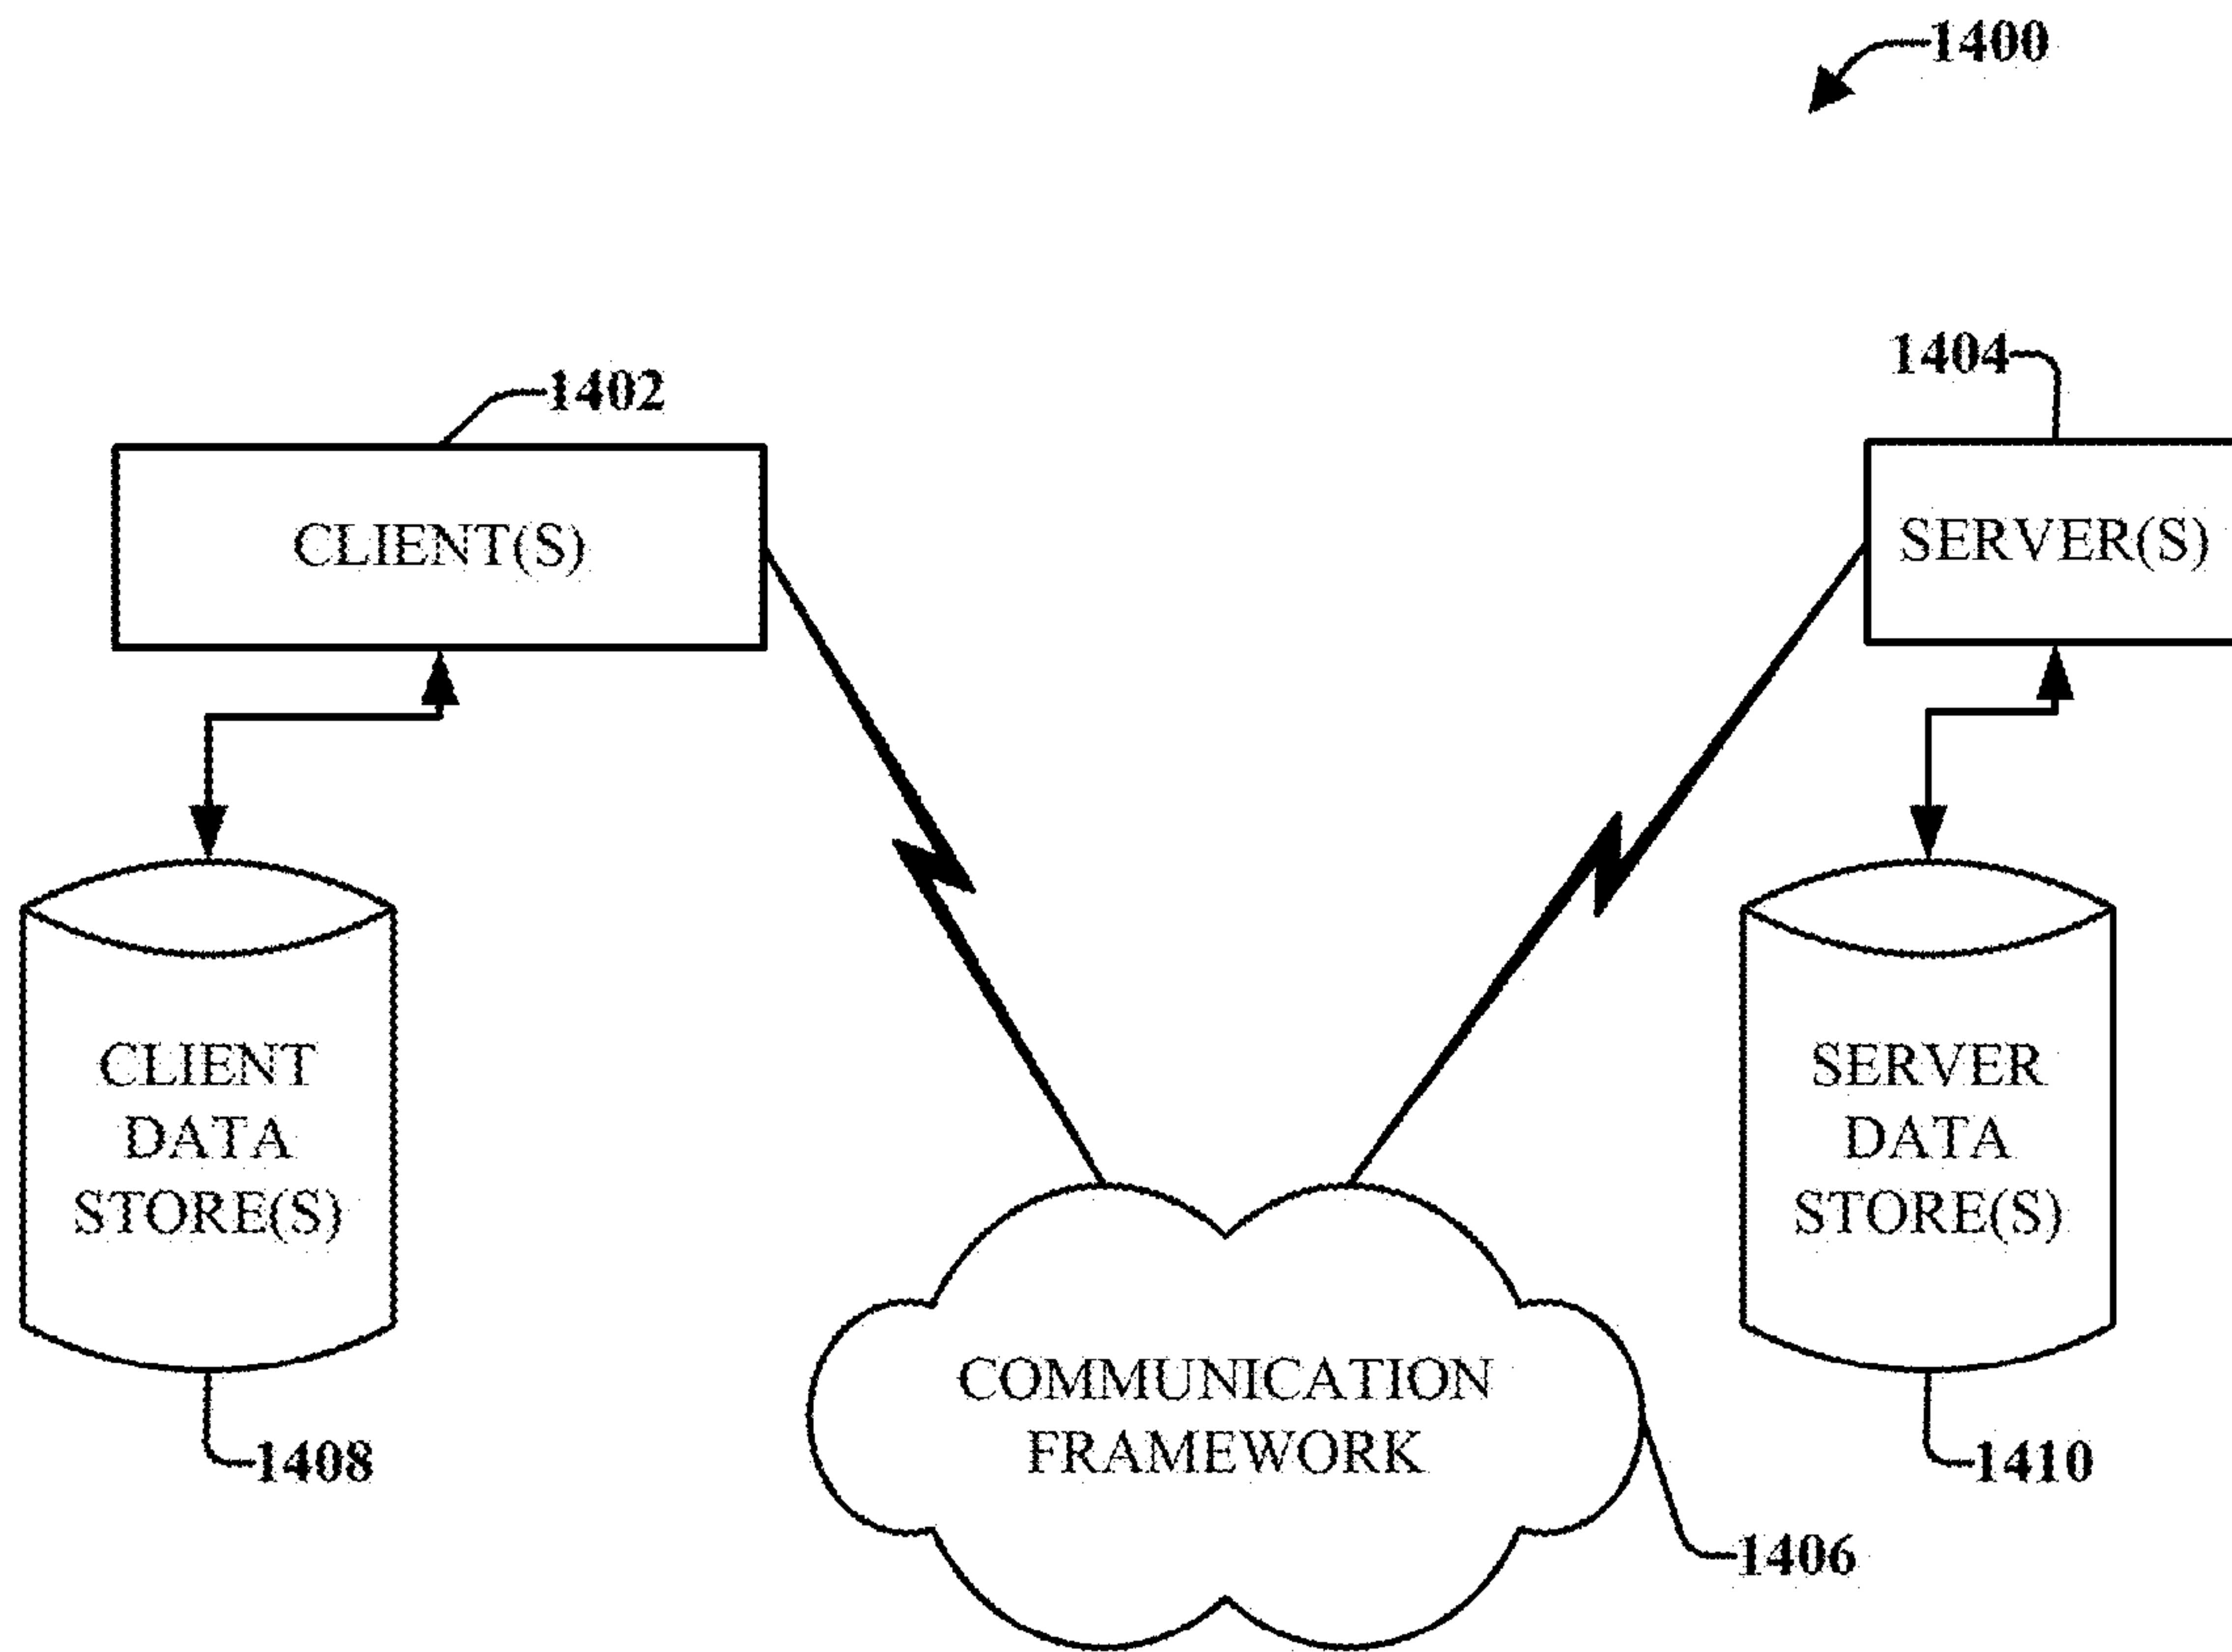 1400
1402
1404
CLIENT(S)
SERVER(S)
CLIENT
DATA
STORE(S)
SERVER
DATA
STORE(S)
COMMUNICATION
FRAMEWORK
1408
1410
1406